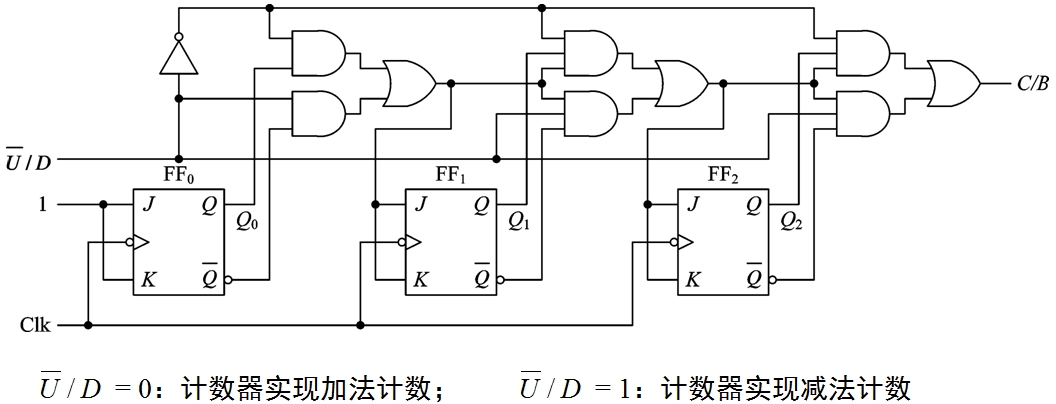 C/B
U̅/D
FF₀ FF₁ FF₂
1 J Q J Q J Q
Q₀ Q₁ Q₂
K Q̅ K Q̅ K Q̅
Clk
U̅/D = 0：计数器实现加法计数； U̅/D = 1：计数器实现减法计数